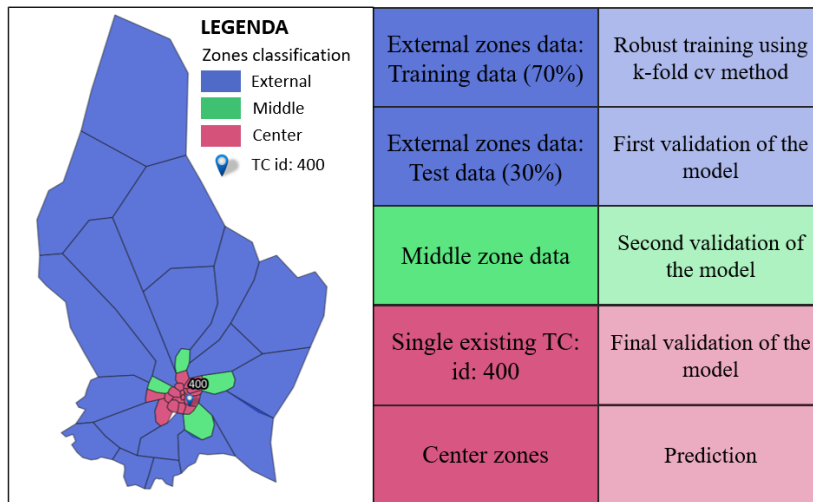 LEGENDA
Zones classification
External
Middle
Center
TC id: 400
400
External zones data:
Training data (70%)
Robust training using
k-fold cv method
External zones data:
Test data (30%)
First validation of the
model
Middle zone data
Second validation of
the model
Single existing TC:
id: 400
Final validation of the
model
Center zones
Prediction